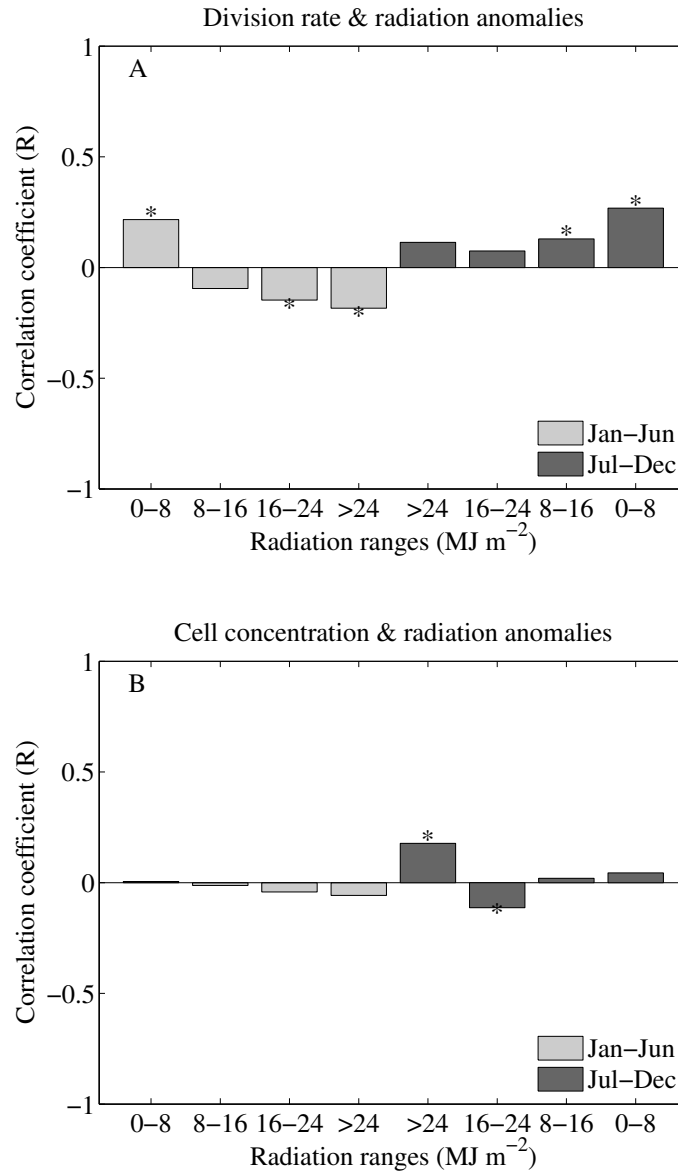 Division rate & radiation anomalies
A
1
0.5
0
−0.5
−1
Correlation coefficient (R)
* * * * *
Jan−Jun
Jul−Dec
0−8 8−16 16−24 >24 >24 16−24 8−16 0−8
Radiation ranges (MJ m⁻²)
Cell concentration & radiation anomalies
B
1
0.5
0
−0.5
−1
Correlation coefficient (R)
* *
Jan−Jun
Jul−Dec
0−8 8−16 16−24 >24 >24 16−24 8−16 0−8
Radiation ranges (MJ m⁻²)